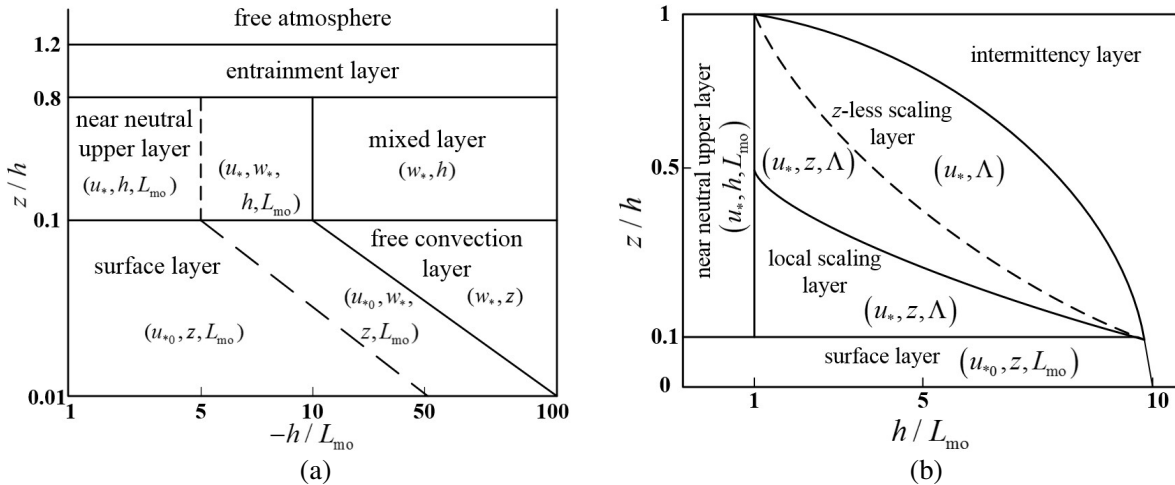 free atmosphere
1.2
entrainment layer
0.8
near neutral
upper layer
(u*, h, Lmo)
(u*, w*,
h, Lmo)
mixed layer
(w*, h)
z / h
0.1
surface layer
(u*0, z, Lmo)
free convection
layer
(w*, z)
(u*0, w*,
z, Lmo)
0.01
1
5
10
50
100
−h / Lmo
(a)
1
intermittency layer
near neutral upper layer
(u*, h, Lmo)
z-less scaling
layer
(u*, z, Λ)
(u*, Λ)
0.5
z / h
local scaling
layer
(u*, z, Λ)
0.1
surface layer (u*0, z, Lmo)
0
1
5
10
h / Lmo
(b)